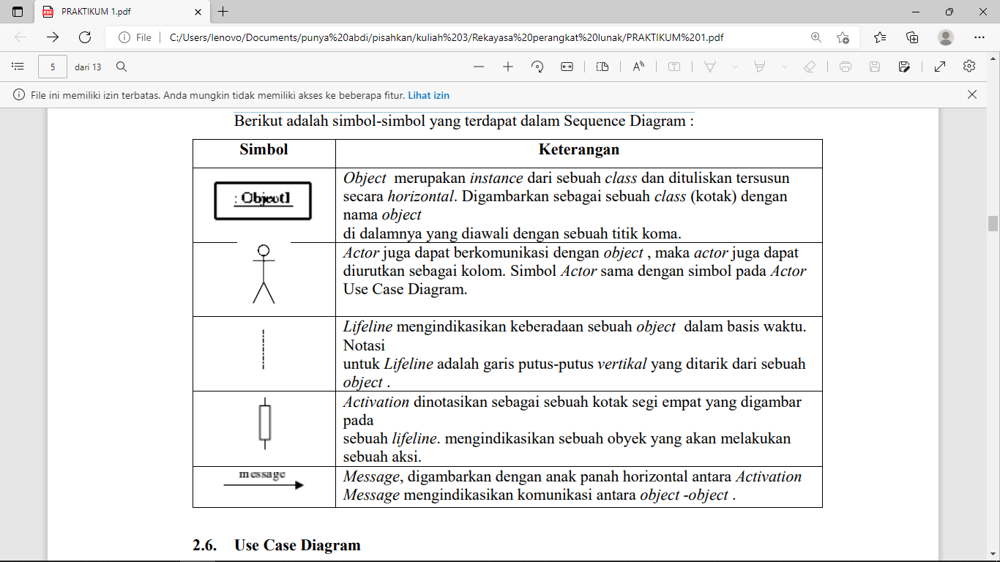 PRAKTIKUM 1.pdf
File
C:/Users/lenovo/Documents/punya%20abdi/pisahkan/kuliah%203/Rekayasa%20perangkat%20lunak/PRAKTIKUM%201.pdf
5 dari 13
File ini memiliki izin terbatas. Anda mungkin tidak memiliki akses ke beberapa fitur. Lihat izin
Berikut adalah simbol-simbol yang terdapat dalam Sequence Diagram :
Simbol
Keterangan
: Object1
Object merupakan instance dari sebuah class dan dituliskan tersusun
secara horizontal. Digambarkan sebagai sebuah class (kotak) dengan
nama object
di dalamnya yang diawali dengan sebuah titik koma.
Actor juga dapat berkomunikasi dengan object , maka actor juga dapat
diurutkan sebagai kolom. Simbol Actor sama dengan simbol pada Actor
Use Case Diagram.
Lifeline mengindikasikan keberadaan sebuah object dalam basis waktu.
Notasi
untuk Lifeline adalah garis putus-putus vertikal yang ditarik dari sebuah
object .
Activation dinotasikan sebagai sebuah kotak segi empat yang digambar
pada
sebuah lifeline. mengindikasikan sebuah obyek yang akan melakukan
sebuah aksi.
message
Message, digambarkan dengan anak panah horizontal antara Activation
Message mengindikasikan komunikasi antara object -object .
2.6. Use Case Diagram